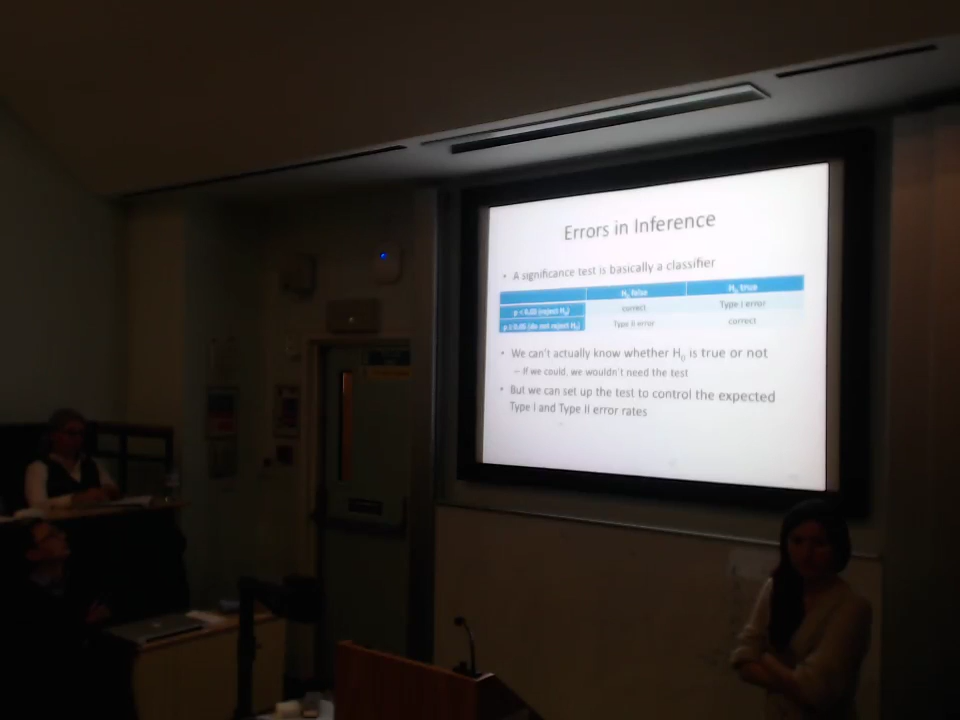 Errors in Inference
• A significance test is basically a classifier
H₀ false H₀ true
p < 0.05 (reject H₀) correct Type I error
p ≥ 0.05 (do not reject H₀) Type II error correct
• We can't actually know whether H₀ is true or not
– If we could, we wouldn't need the test
• But we can set up the test to control the expected
Type I and Type II error rates